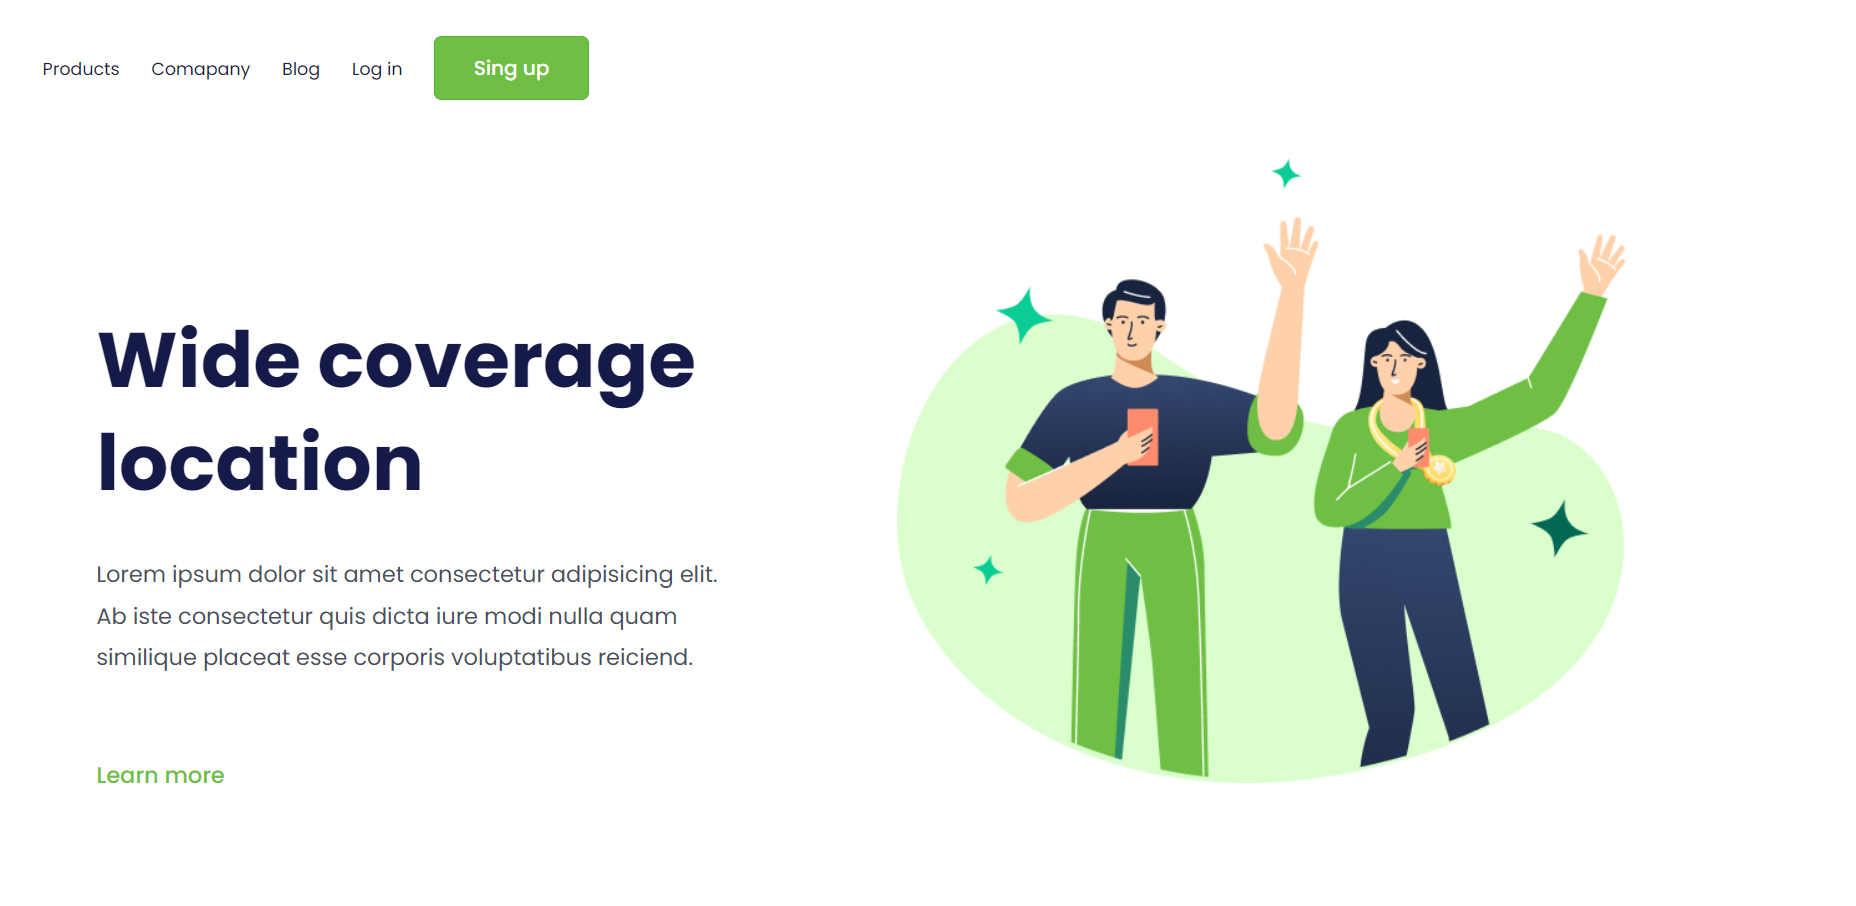 Products Comapany Blog Log in Sing up
Wide coverage
location
Lorem ipsum dolor sit amet consectetur adipisicing elit.
Ab iste consectetur quis dicta iure modi nulla quam
similique placeat esse corporis voluptatibus reiciend.
Learn more